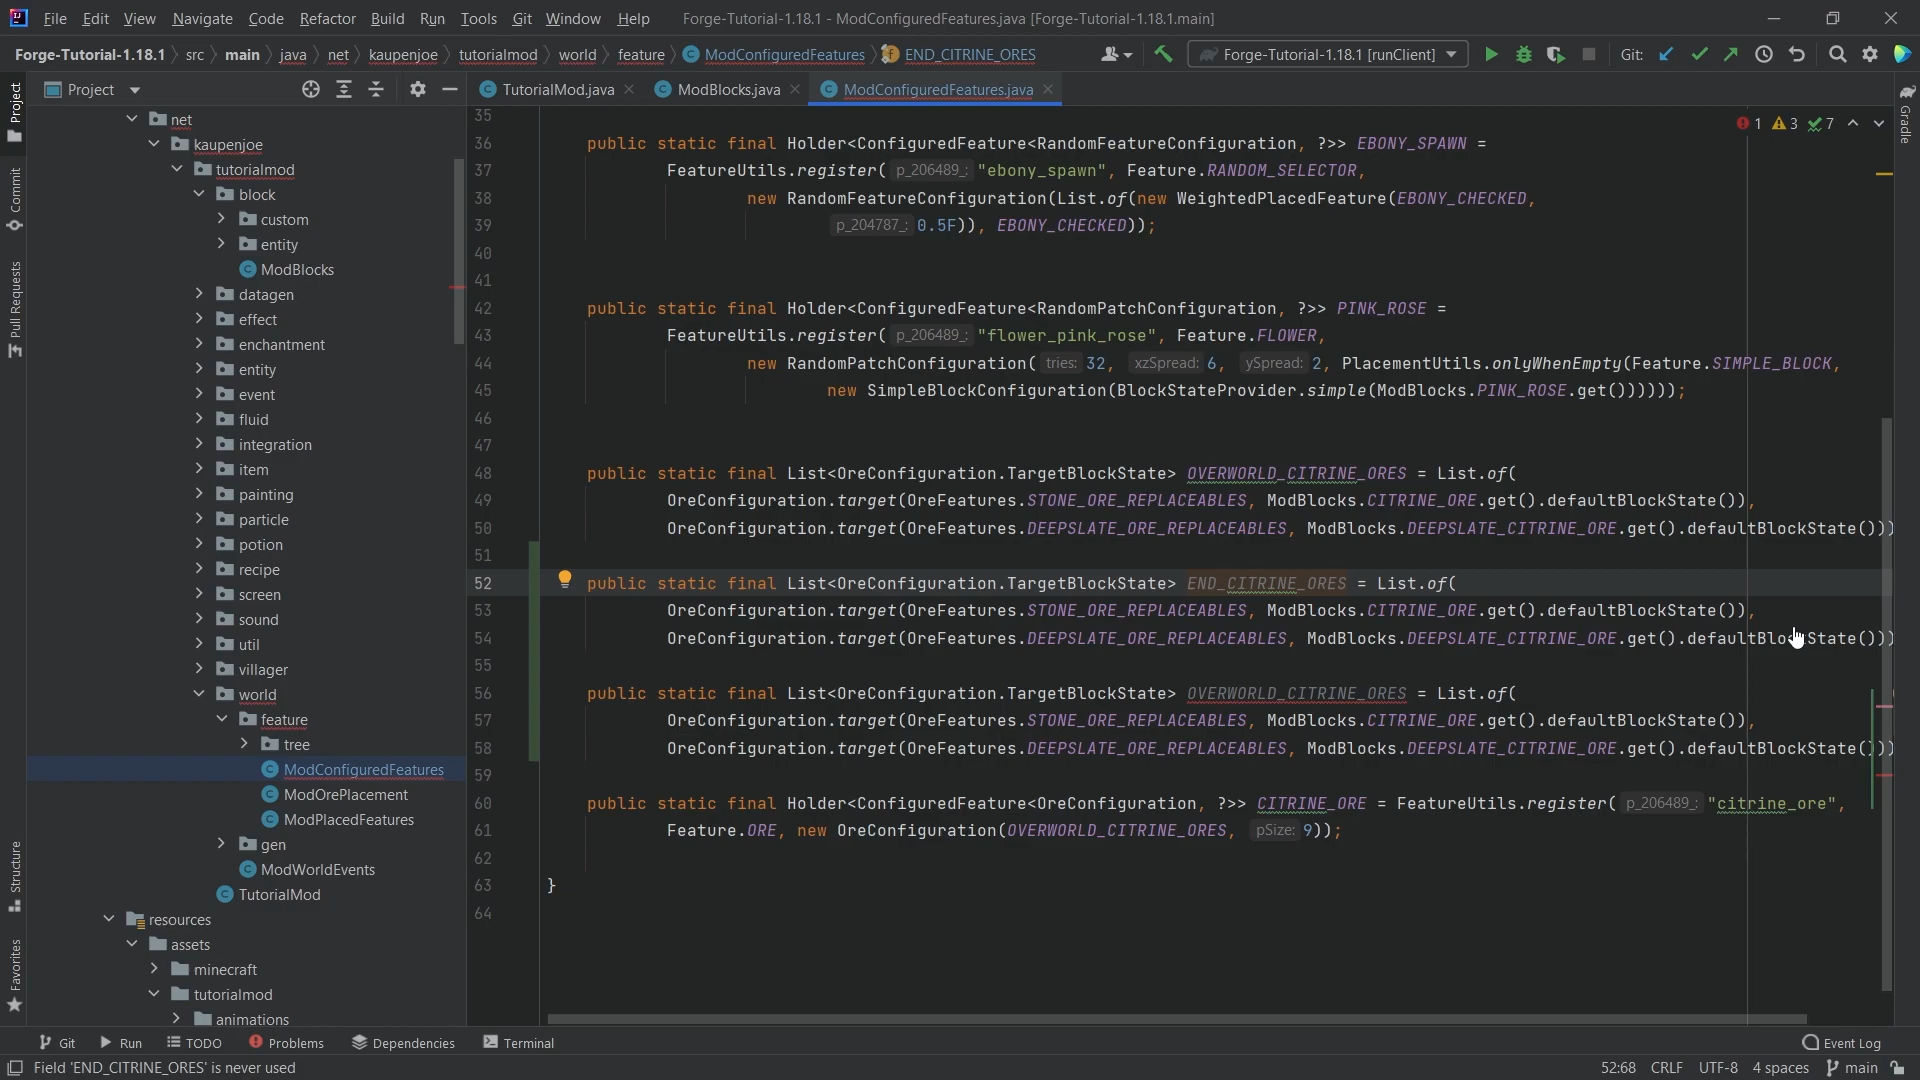 File Edit View Navigate Code Refactor Build Run Tools Git Window Help Forge-Tutorial-1.18.1 - ModConfiguredFeatures.java [Forge-Tutorial-1.18.1.main]
Forge-Tutorial-1.18.1 src main java net kaupenjoe tutorialmod world feature ModConfiguredFeatures END_CITRINE_ORES Forge-Tutorial-1.18.1 [runClient] Git:
Project TutorialMod.java ModBlocks.java ModConfiguredFeatures.java
Project
Commit
Pull Requests
Structure
Favorites
net
kaupenjoe
tutorialmod
block
custom
entity
ModBlocks
datagen
effect
enchantment
entity
event
fluid
integration
item
painting
particle
potion
recipe
screen
sound
util
villager
world
feature
tree
ModConfiguredFeatures
ModOrePlacement
ModPlacedFeatures
gen
ModWorldEvents
TutorialMod
resources
assets
minecraft
tutorialmod
animations
1 3 7
35
36 public static final Holder<ConfiguredFeature<RandomFeatureConfiguration, ?>> EBONY_SPAWN =
37 FeatureUtils.register( p_206489_: "ebony_spawn", Feature.RANDOM_SELECTOR,
38 new RandomFeatureConfiguration(List.of(new WeightedPlacedFeature(EBONY_CHECKED,
39 p_204787_: 0.5F)), EBONY_CHECKED));
40
41
42 public static final Holder<ConfiguredFeature<RandomPatchConfiguration, ?>> PINK_ROSE =
43 FeatureUtils.register( p_206489_: "flower_pink_rose", Feature.FLOWER,
44 new RandomPatchConfiguration( tries: 32, xzSpread: 6, ySpread: 2, PlacementUtils.onlyWhenEmpty(Feature.SIMPLE_BLOCK,
45 new SimpleBlockConfiguration(BlockStateProvider.simple(ModBlocks.PINK_ROSE.get())))));
46
47
48 public static final List<OreConfiguration.TargetBlockState> OVERWORLD_CITRINE_ORES = List.of(
49 OreConfiguration.target(OreFeatures.STONE_ORE_REPLACEABLES, ModBlocks.CITRINE_ORE.get().defaultBlockState()),
50 OreConfiguration.target(OreFeatures.DEEPSLATE_ORE_REPLACEABLES, ModBlocks.DEEPSLATE_CITRINE_ORE.get().defaultBlockState()))
51
52 public static final List<OreConfiguration.TargetBlockState> END_CITRINE_ORES = List.of(
53 OreConfiguration.target(OreFeatures.STONE_ORE_REPLACEABLES, ModBlocks.CITRINE_ORE.get().defaultBlockState()),
54 OreConfiguration.target(OreFeatures.DEEPSLATE_ORE_REPLACEABLES, ModBlocks.DEEPSLATE_CITRINE_ORE.get().defaultBlockState()))
55
56 public static final List<OreConfiguration.TargetBlockState> OVERWORLD_CITRINE_ORES = List.of(
57 OreConfiguration.target(OreFeatures.STONE_ORE_REPLACEABLES, ModBlocks.CITRINE_ORE.get().defaultBlockState()),
58 OreConfiguration.target(OreFeatures.DEEPSLATE_ORE_REPLACEABLES, ModBlocks.DEEPSLATE_CITRINE_ORE.get().defaultBlockState()))
59
60 public static final Holder<ConfiguredFeature<OreConfiguration, ?>> CITRINE_ORE = FeatureUtils.register( p_206489_: "citrine_ore",
61 Feature.ORE, new OreConfiguration(OVERWORLD_CITRINE_ORES, pSize: 9));
62
63 }
64
Gradle
Git Run TODO Problems Dependencies Terminal Event Log
Field 'END_CITRINE_ORES' is never used 52:68 CRLF UTF-8 4 spaces main